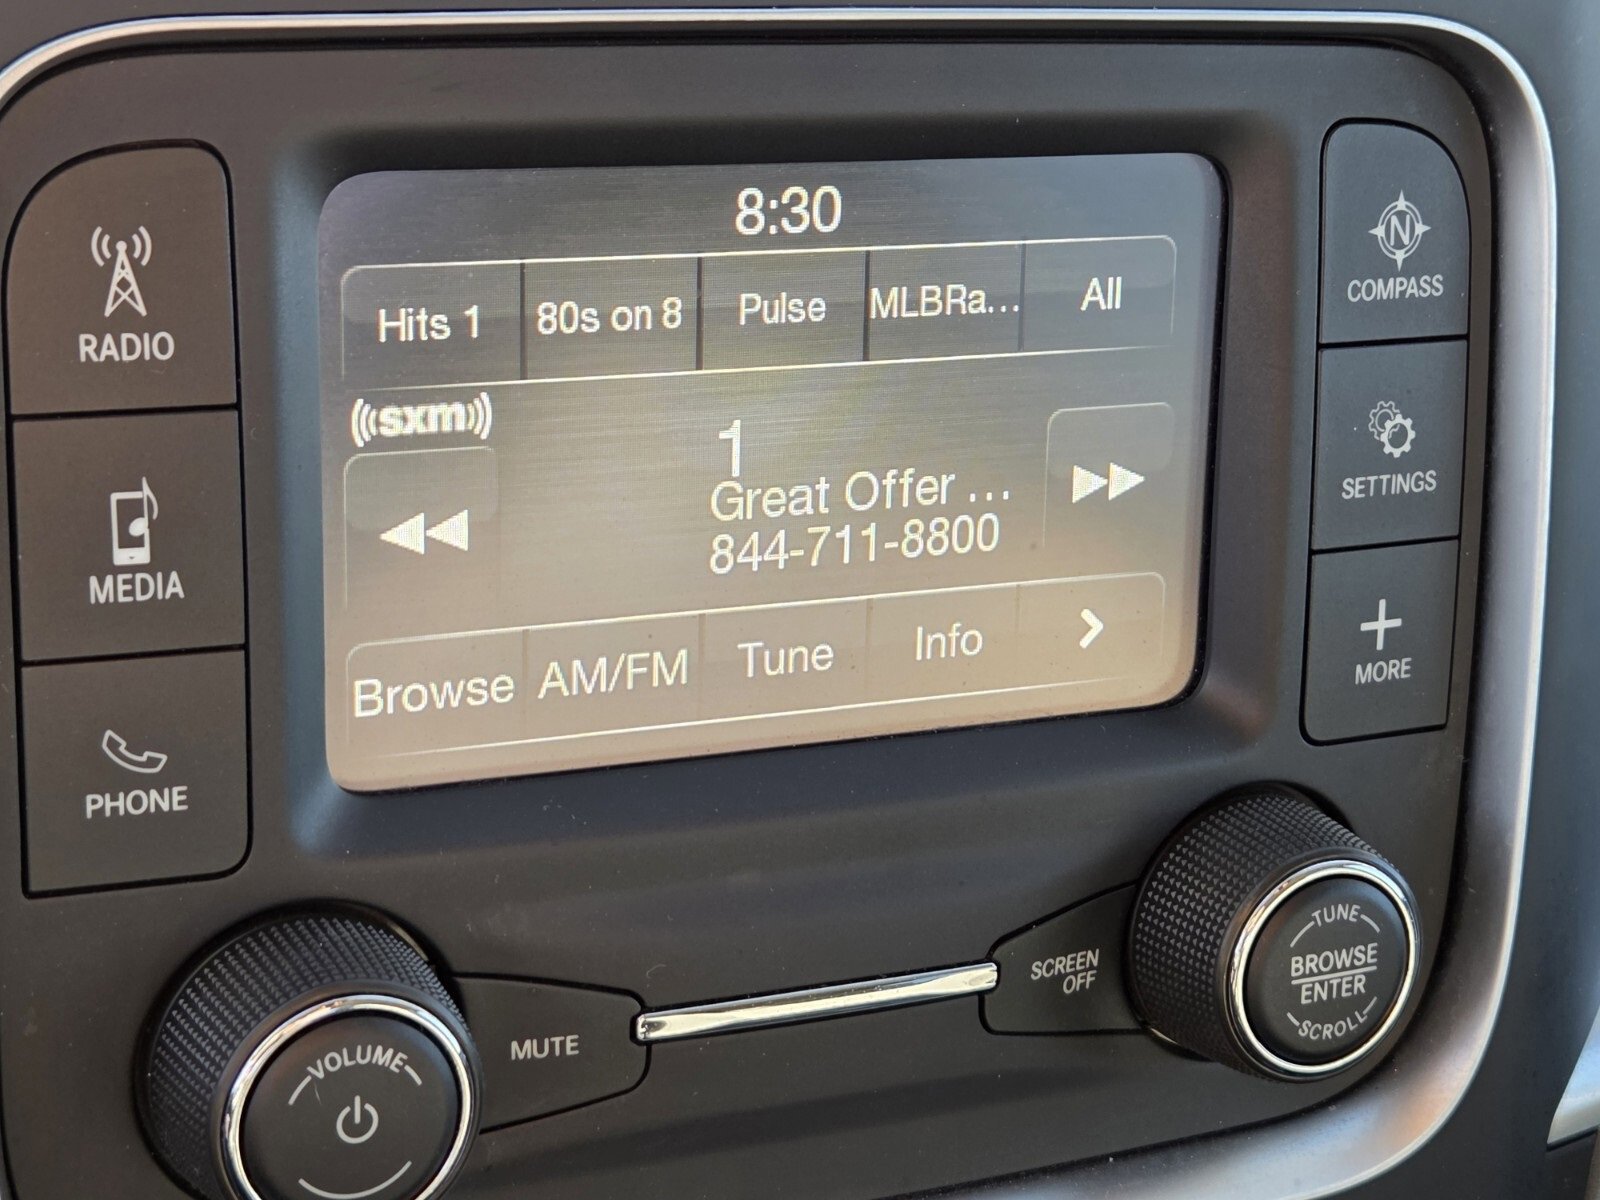 8:30
Hits 1 80s on 8 Pulse MLBRa... All
((sxm))
1
Great Offer ...
844-711-8800
Browse AM/FM Tune Info >
RADIO
MEDIA
PHONE
N
COMPASS
SETTINGS
+
MORE
VOLUME
MUTE
SCREEN
OFF
TUNE
BROWSE
ENTER
SCROLL